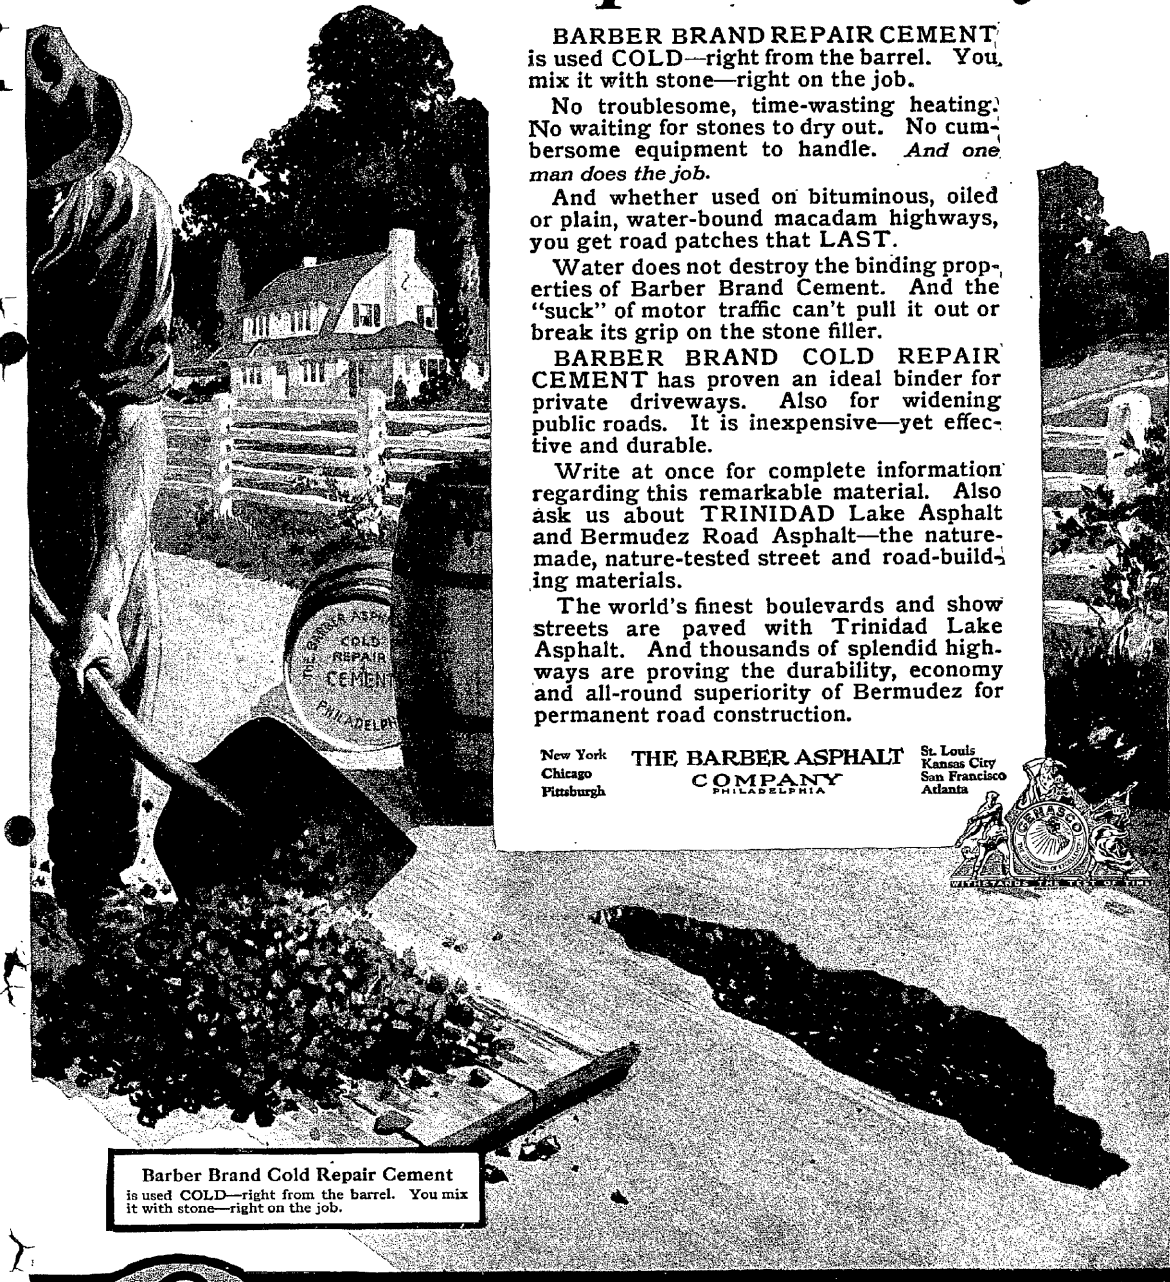 BARBER BRAND REPAIR CEMENT
is used COLD—right from the barrel. You
mix it with stone—right on the job.
No troublesome, time-wasting heating.
No waiting for stones to dry out. No cum-
bersome equipment to handle. And one
man does the job.
And whether used on bituminous, oiled
or plain, water-bound macadam highways,
you get road patches that LAST.
Water does not destroy the binding prop-
erties of Barber Brand Cement. And the
“suck” of motor traffic can't pull it out or
break its grip on the stone filler.
BARBER BRAND COLD REPAIR
CEMENT has proven an ideal binder for
private driveways. Also for widening
public roads. It is inexpensive—yet effec-
tive and durable.
Write at once for complete information
regarding this remarkable material. Also
ask us about TRINIDAD Lake Asphalt
and Bermudez Road Asphalt—the nature-
made, nature-tested street and road-build-
ing materials.
The world's finest boulevards and show
streets are paved with Trinidad Lake
Asphalt. And thousands of splendid high-
ways are proving the durability, economy
and all-round superiority of Bermudez for
permanent road construction.
New York
Chicago
Pittsburgh
THE BARBER ASPHALT
COMPANY
PHILADELPHIA
St. Louis
Kansas City
San Francisco
Atlanta
GENASCO
WITHSTANDS THE TEST OF TIME
THE BARBER ASPH
COLD
REPAIR
CEMENT
PHILADELPH
Barber Brand Cold Repair Cement
is used COLD—right from the barrel. You mix
it with stone—right on the job.